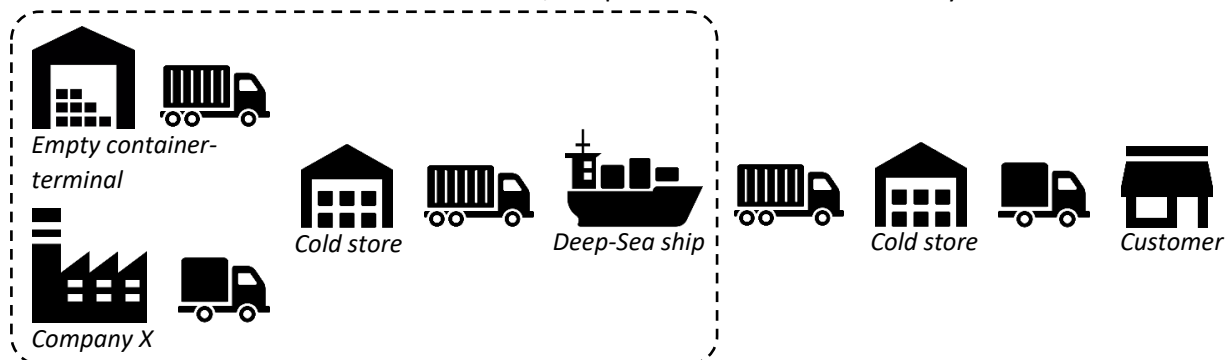 Empty container-
terminal
Cold store
Deep-Sea ship
Cold store
Customer
Company X